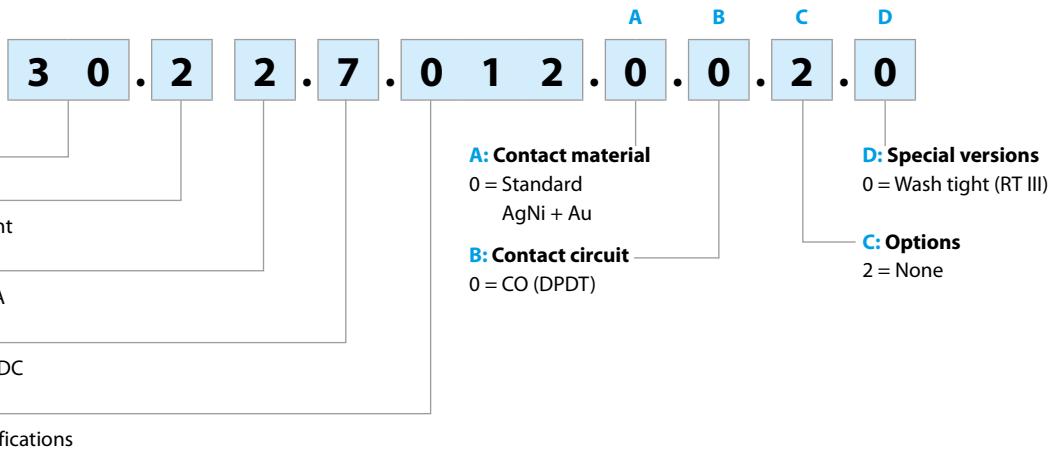 A B C D
3 0 . 2 2 . 7 . 0 1 2 . 0 . 0 . 2 . 0
A: Contact material
0 = Standard
AgNi + Au
B: Contact circuit
0 = CO (DPDT)
D: Special versions
0 = Wash tight (RT III)
C: Options
2 = None